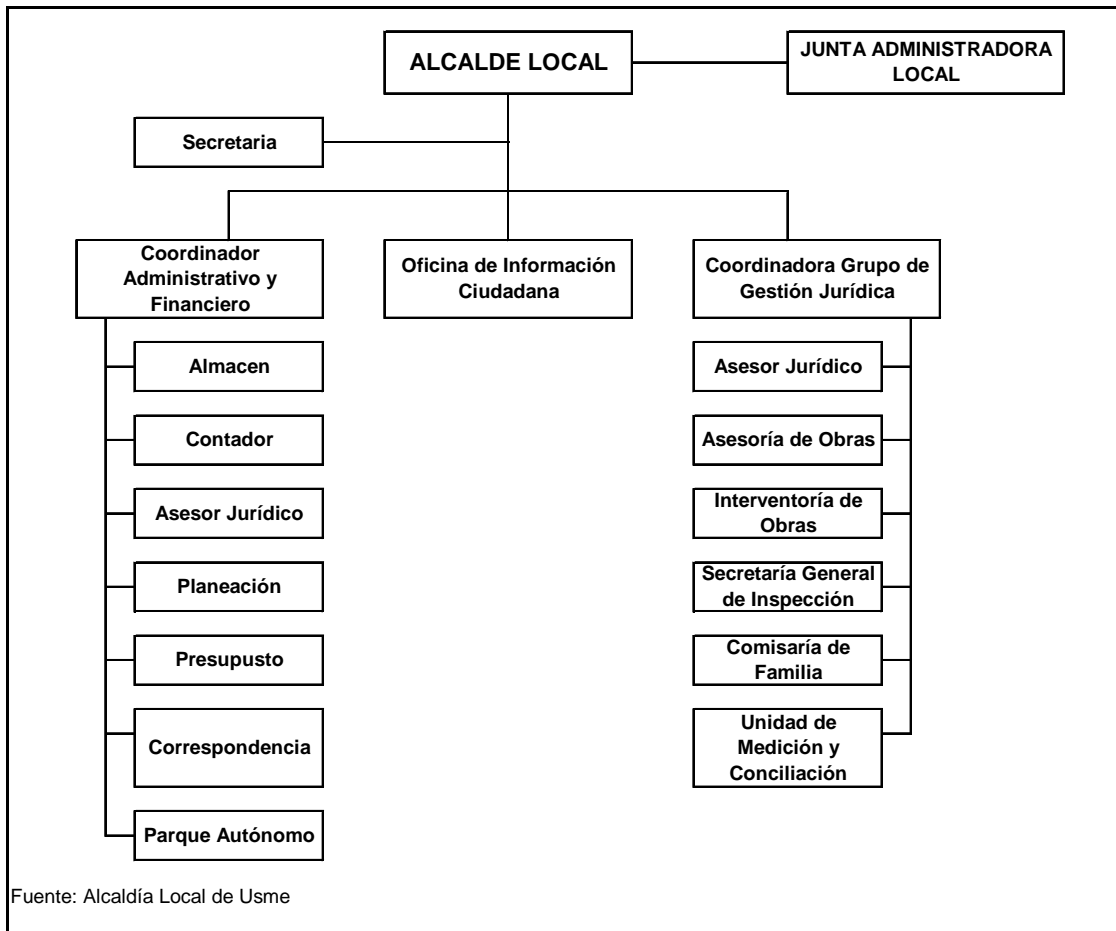 ALCALDE LOCAL
JUNTA ADMINISTRADORA
LOCAL
Secretaria
Coordinador
Administrativo y
Financiero
Oficina de Información
Ciudadana
Coordinadora Grupo de
Gestión Jurídica
Almacen
Contador
Asesor Jurídico
Planeación
Presupusto
Correspondencia
Parque Autónomo
Asesor Jurídico
Asesoría de Obras
Interventoría de
Obras
Secretaría General
de Inspección
Comisaría de
Familia
Unidad de
Medición y
Conciliación
Fuente: Alcaldía Local de Usme